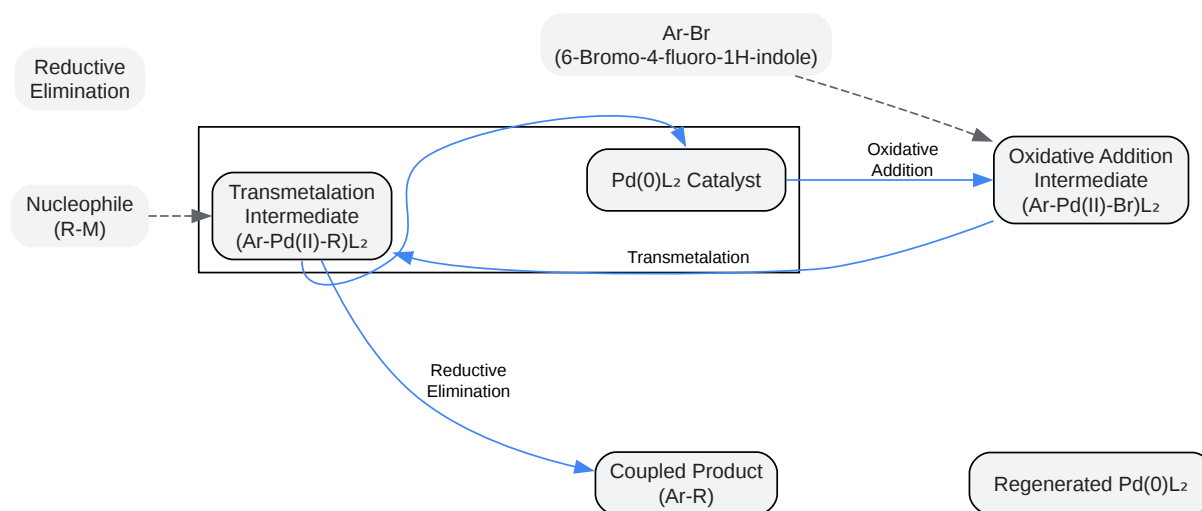 Ar-Br
(6-Bromo-4-fluoro-1H-indole)
Reductive
Elimination
Oxidative
Addition
Oxidative Addition
Intermediate
(Ar-Pd(II)-Br)L₂
Pd(0)L₂ Catalyst
Transmetalation
Intermediate
(Ar-Pd(II)-R)L₂
Nucleophile
(R-M)
Transmetalation
Reductive
Elimination
Coupled Product
(Ar-R)
Regenerated Pd(0)L₂